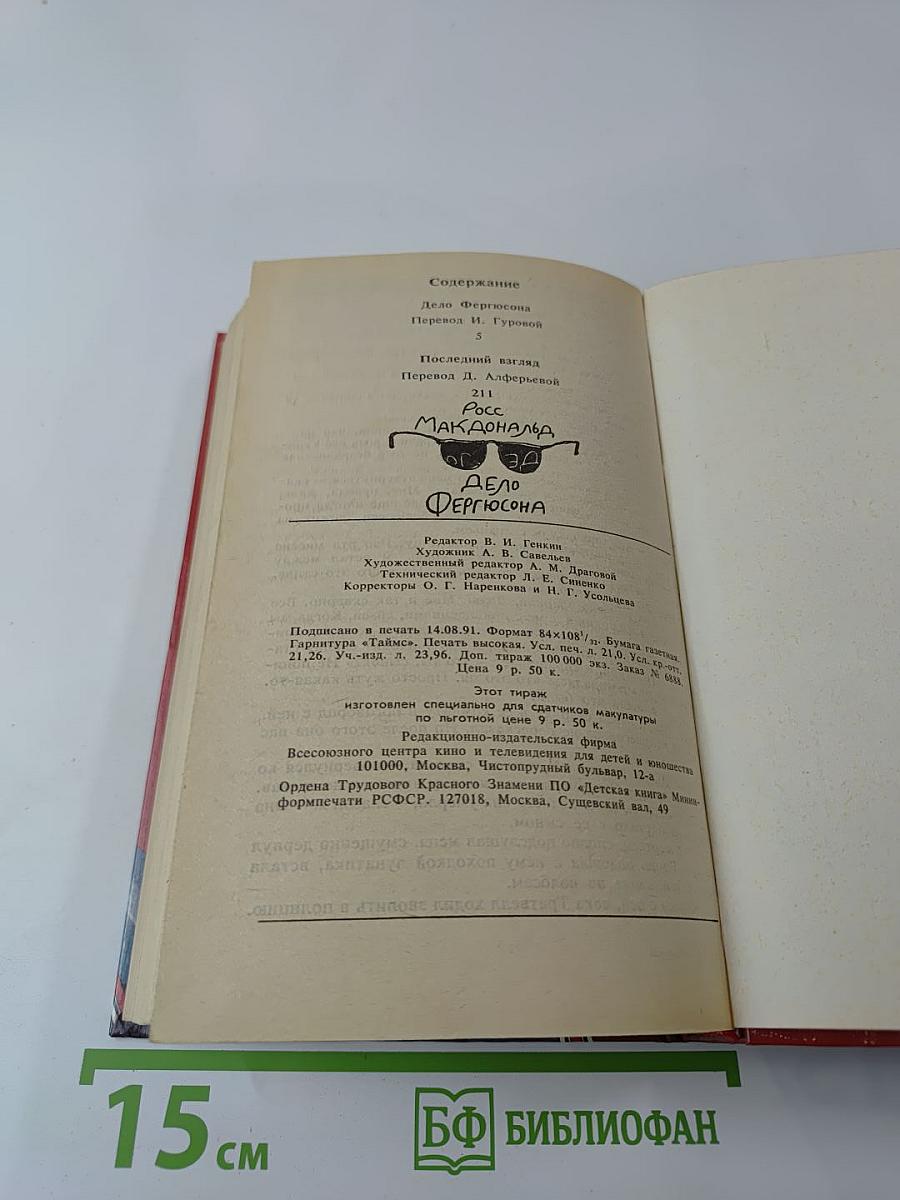 Содержание
Дело Фергюсона
Перевод И. Гуровой
5
Последний взгляд
Перевод Д. Алферьевой
211
Росс
Макдональд
Дело
Фергюсона
Редактор В. И. Генкин
Художник А. В. Савельев
Художественный редактор А. М. Драговой
Технический редактор Л. Е. Синенко
Корректоры О. Г. Наренкова и Н. Г. Усольцева
Подписано в печать 14.08.91. Формат 84×108¹/₃₂. Бумага газетная.
Гарнитура «Таймс». Печать высокая. Усл. печ. л. 21,0. Усл. кр.-отт.
21,26. Уч.-изд. л. 23,96. Доп. тираж 100 000 экз. Заказ № 6888.
Цена 9 р. 50 к.
Этот тираж
изготовлен специально для сдатчиков макулатуры
по льготной цене 9 р. 50 к.
Редакционно-издательская фирма
Всесоюзного центра кино и телевидения для детей и юношества
101000, Москва, Чистопрудный бульвар, 12-а
Ордена Трудового Красного Знамени ПО «Детская книга» Мининформпечати РСФСР. 127018, Москва, Сущевский вал, 49
15 см
БФ БИБЛИОФАН